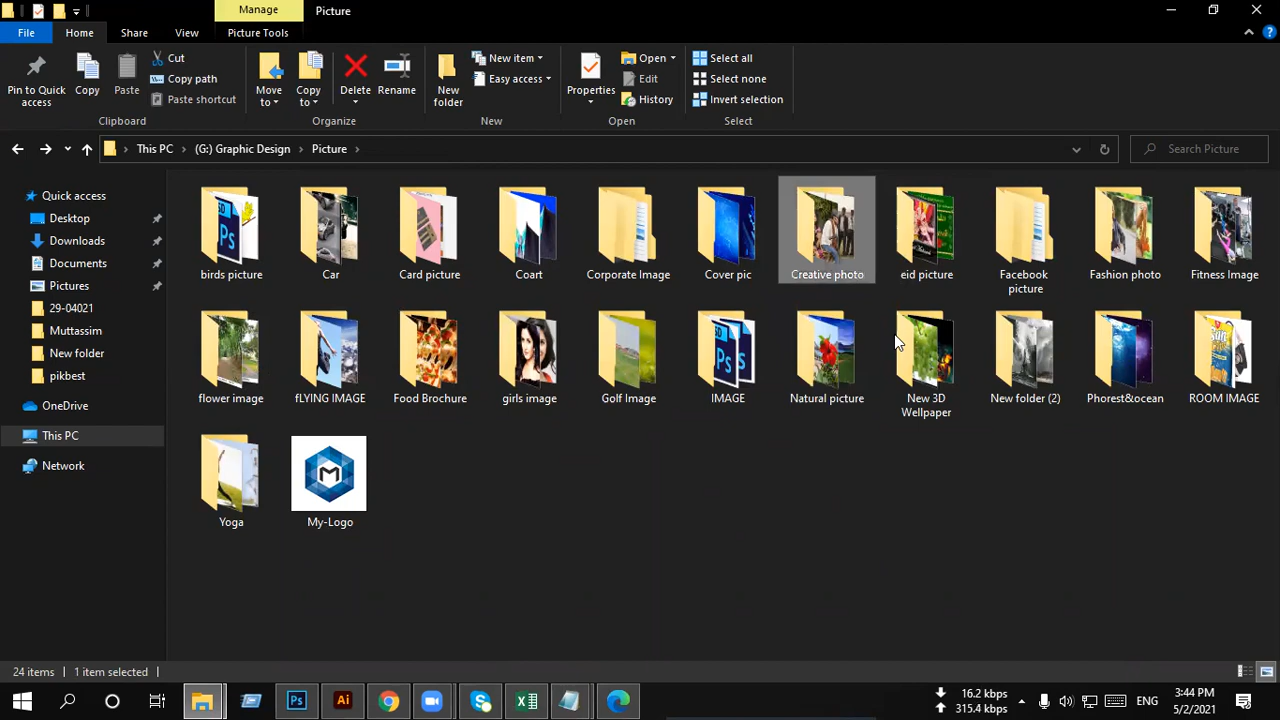 Manage
Picture
File
Home
Share
View
Picture Tools
Pin to Quick access
Copy
Paste
Cut
Copy path
Paste shortcut
Clipboard
Move to
Copy to
Delete
Rename
Organize
New folder
New item
Easy access
New
Properties
Open
Edit
History
Open
Select all
Select none
Invert selection
Select
This PC
(G:) Graphic Design
Picture
Search Picture
Quick access
Desktop
Downloads
Documents
Pictures
29-04021
Muttassim
New folder
pikbest
OneDrive
This PC
Network
birds picture
Car
Card picture
Coart
Corporate Image
Cover pic
Creative photo
eid picture
Facebook picture
Fashion photo
Fitness Image
flower image
fLYING IMAGE
Food Brochure
girls image
Golf Image
IMAGE
Natural picture
New 3D Wellpaper
New folder (2)
Phorest&ocean
ROOM IMAGE
Yoga
My-Logo
24 items
1 item selected
Ps
Ai
16.2 kbps
315.4 kbps
ENG
3:44 PM
5/2/2021